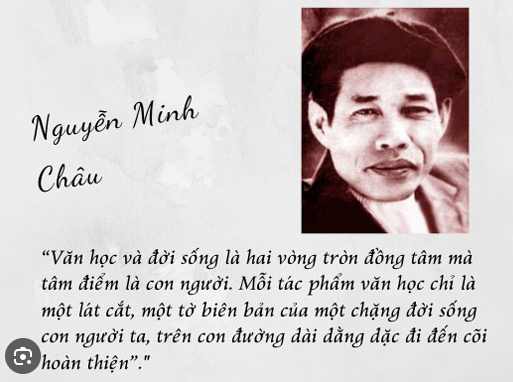 Nguyễn Minh
Châu
“Văn học và đời sống là hai vòng tròn đồng tâm mà
tâm điểm là con người. Mỗi tác phẩm văn học chỉ là
một lát cắt, một tờ biên bản của một chặng đời sống
con người ta, trên con đường dài dằng dặc đi đến cõi
hoàn thiện”."